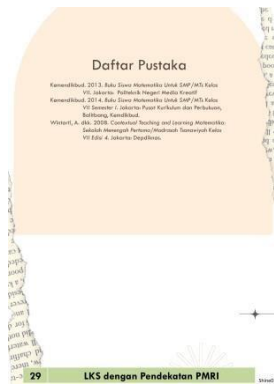 Daftar Pustaka
Kemendikbud. 2013. Buku Siswa Matematika Untuk SMP/MTs Kelas
VII. Jakarta: Politeknik Negeri Media Kreatif
Kemendikbud. 2014. Buku Siswa Matematika Untuk SMP/MTs Kelas
VII Semester I. Jakarta: Pusat Kurikulum dan Perbukuan,
Balitbang, Kemdikbud.
Wintarti, A. dkk. 2008. Contextual Teaching and Learning Matematika:
Sekolah Menengah Pertama/Madrasah Tsanawiyah Kelas
VII Edisi 4. Jakarta: Depdiknas.
29 LKS dengan Pendekatan PMRI